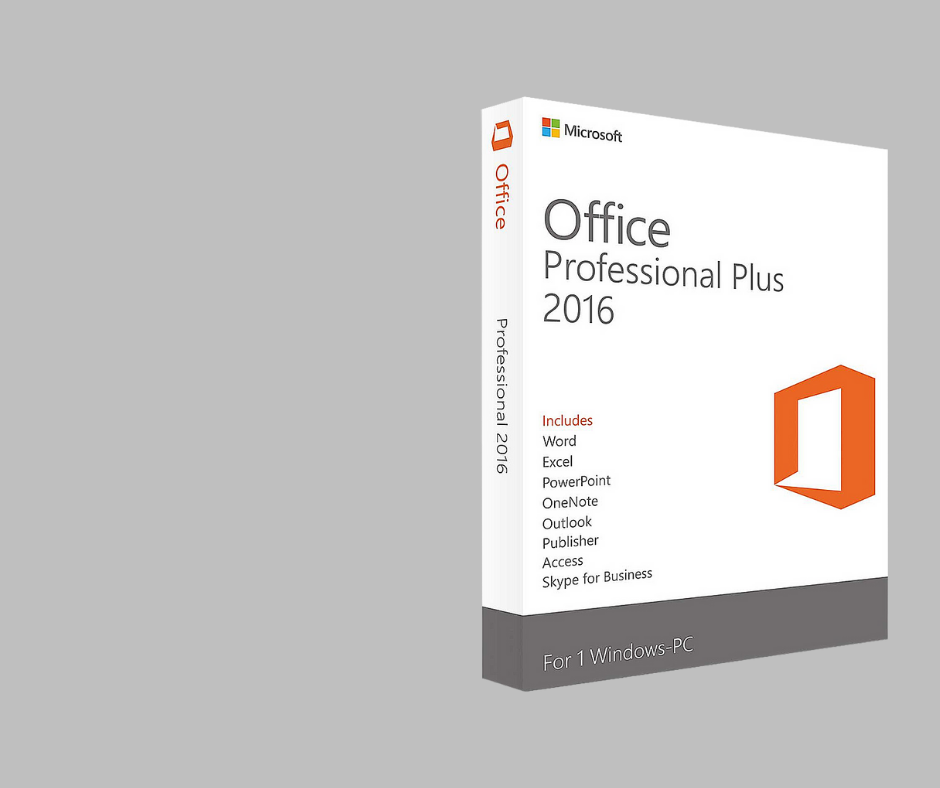 Office
Professional 2016
Microsoft
Office
Professional Plus
2016
Includes
Word
Excel
PowerPoint
OneNote
Outlook
Publisher
Access
Skype for Business
For 1 Windows-PC